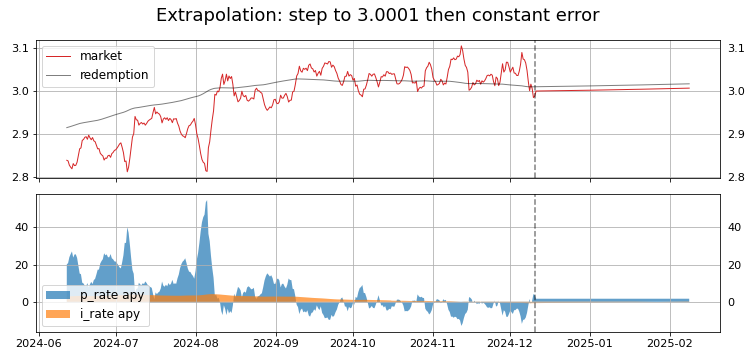 Extrapolation: step to 3.0001 then constant error
3.1
3.0
2.9
2.8
market
redemption
3.1
3.0
2.9
2.8
40
20
0
p_rate apy
i_rate apy
40
20
0
2024-06 2024-07 2024-08 2024-09 2024-10 2024-11 2024-12 2025-01 2025-02